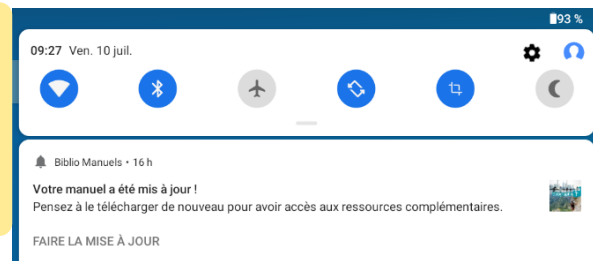 93 %
09:27 Ven. 10 juil.
Biblio Manuels • 16 h
Votre manuel a été mis à jour !
Pensez à le télécharger de nouveau pour avoir accès aux ressources complémentaires.
FAIRE LA MISE À JOUR